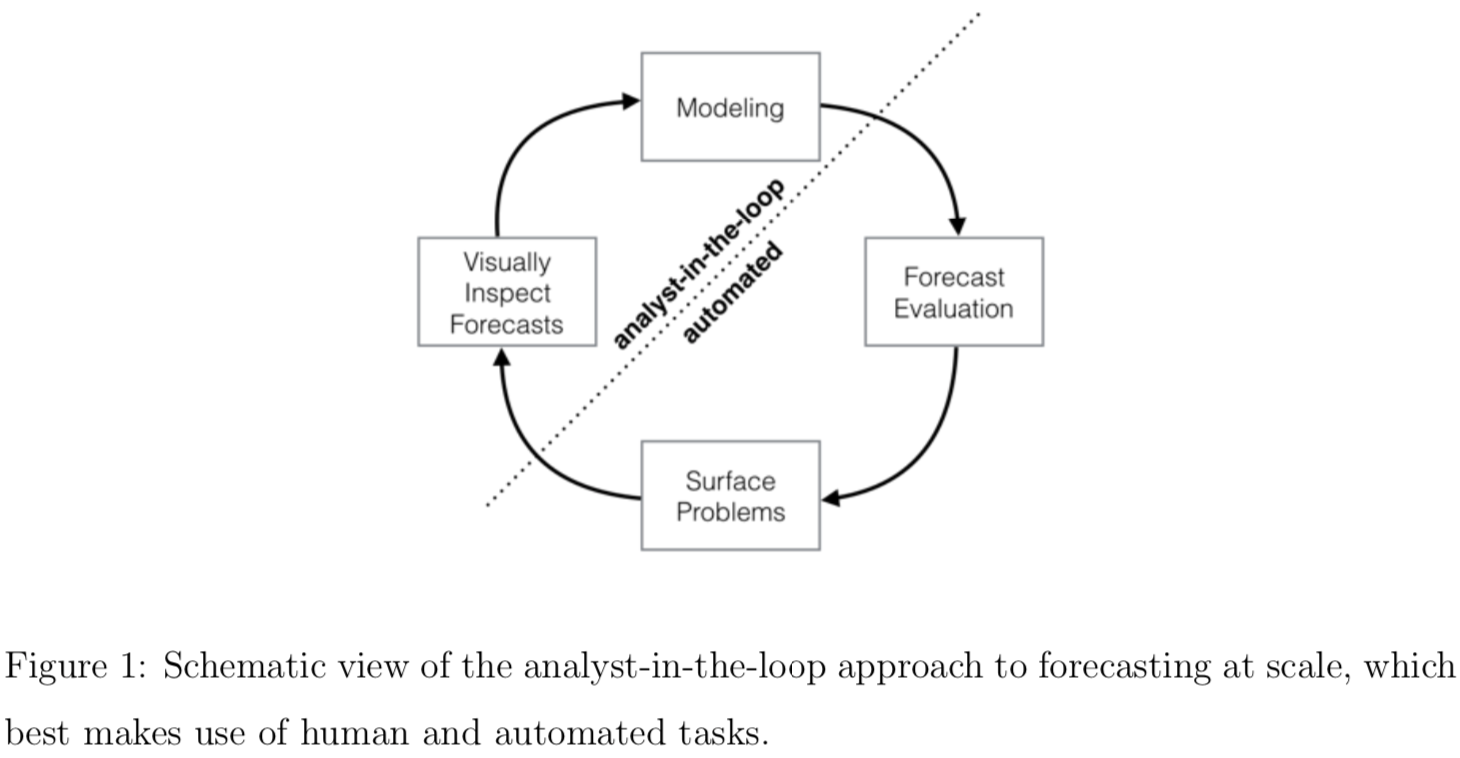 Modeling
Visually
Inspect
Forecasts
analyst-in-the-loop
automated
Forecast
Evaluation
Surface
Problems
Figure 1: Schematic view of the analyst-in-the-loop approach to forecasting at scale, which
best makes use of human and automated tasks.